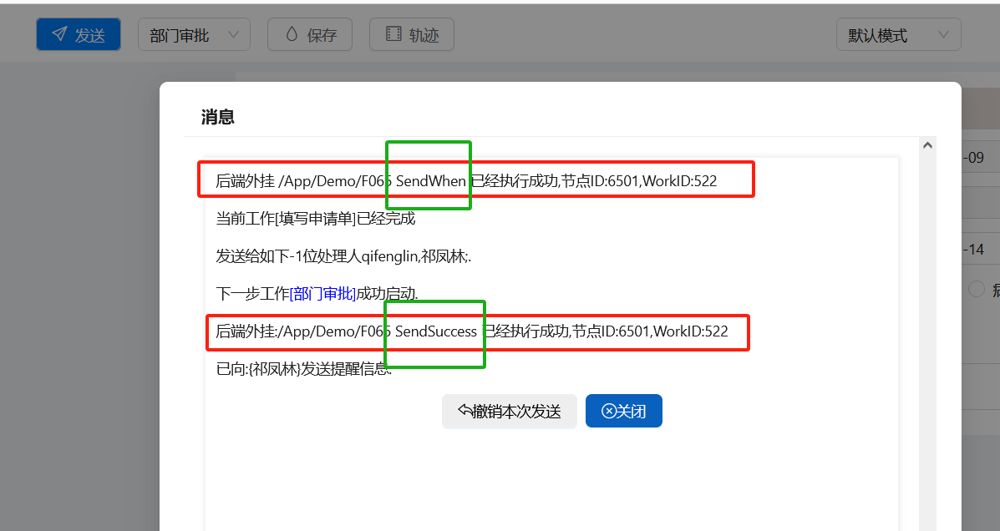 发送 部门审批 保存 轨迹 默认模式
消息
-09
后端外挂 /App/Demo/F065 SendWhen 已经执行成功,节点ID:6501,WorkID:522
当前工作[填写申请单]已经完成
发送给如下-1位处理人qifenglin,祁凤林;.
-14
下一步工作[部门审批]成功启动.
后端外挂:/App/Demo/F065 SendSuccess 已经执行成功,节点ID:6501,WorkID:522
已向:{祁凤林}发送提醒信息.
撤销本次发送 关闭